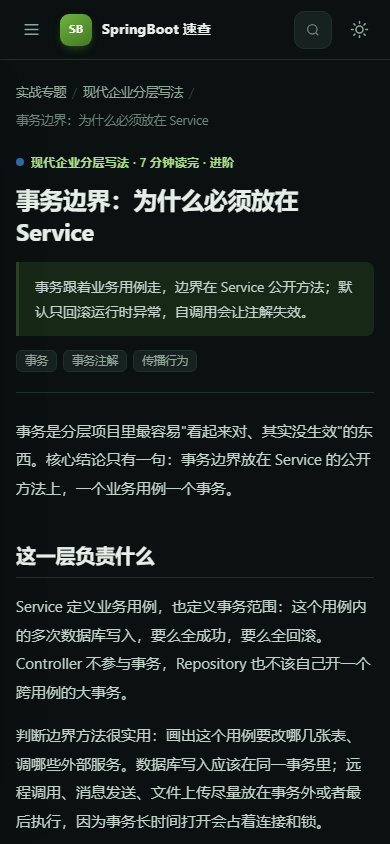 SB
SpringBoot 速查
实战专题 / 现代企业分层写法 /
事务边界：为什么必须放在 Service
现代企业分层写法 · 7 分钟读完 · 进阶
事务边界：为什么必须放在
Service
事务跟着业务用例走，边界在 Service 公开方法；默
认只回滚运行时异常，自调用会让注解失效。
事务 事务注解 传播行为
事务是分层项目里最容易"看起来对、其实没生效"的东
西。核心结论只有一句：事务边界放在 Service 的公开
方法上，一个业务用例一个事务。
这一层负责什么
Service 定义业务用例，也定义事务范围：这个用例内
的多次数据库写入，要么全成功，要么全回滚。
Controller 不参与事务，Repository 也不该自己开一个
跨用例的大事务。
判断边界方法很实用：画出这个用例要改哪几张表、
调哪些外部服务。数据库写入应该在同一事务里；远
程调用、消息发送、文件上传尽量放在事务外或者最
后执行，因为事务长时间打开会占着连接和锁。